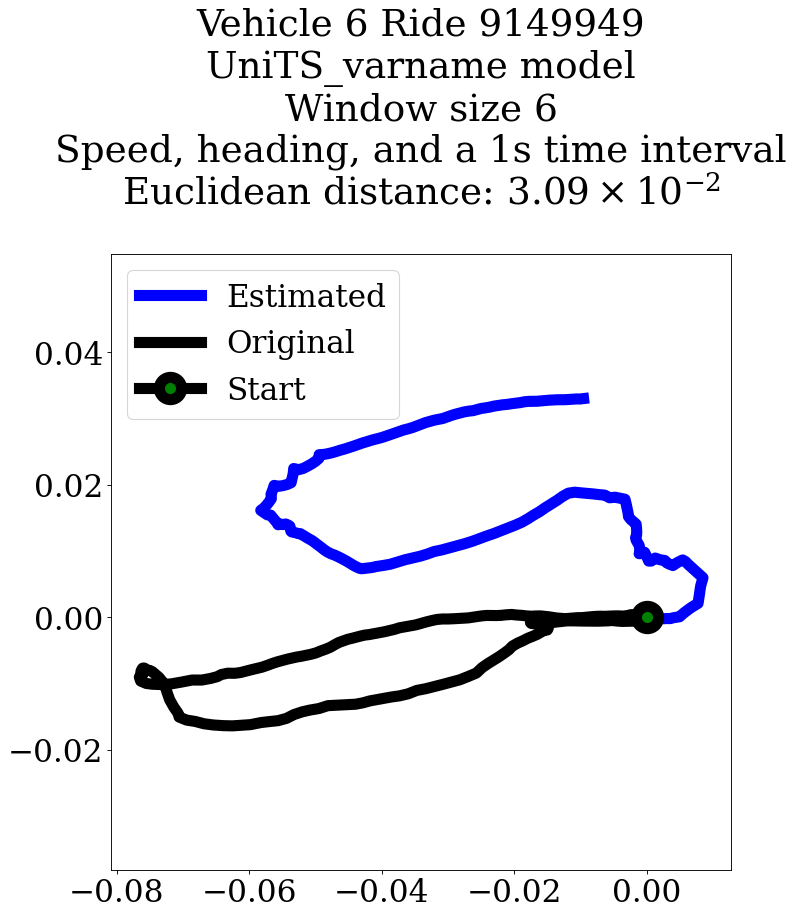 Vehicle 6 Ride 9149949
UniTS_varname model
Window size 6
Speed, heading, and a 1s time interval
Euclidean distance: 3.09 × 10⁻²
Estimated
Original
Start
0.04
0.02
0.00
−0.02
−0.08 −0.06 −0.04 −0.02 0.00